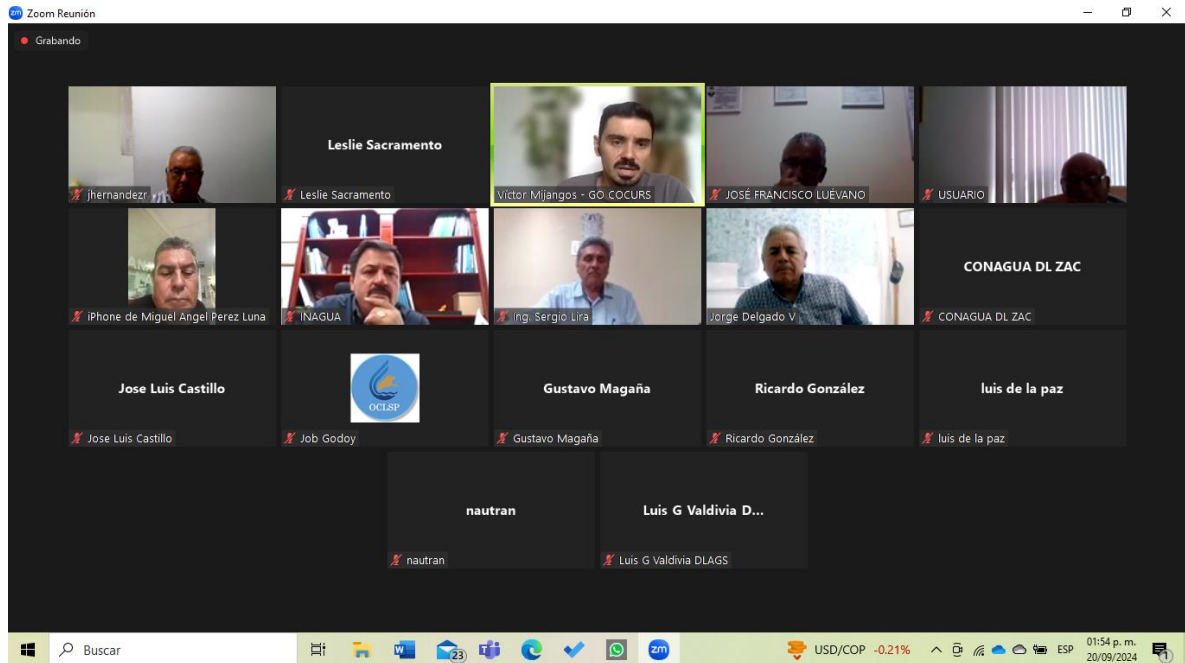 Zoom Reunión
Grabando
jhernandezr
Leslie Sacramento
Leslie Sacramento
Víctor Mijangos - GO COCURS
JOSÉ FRANCISCO LUÉVANO
USUARIO
iPhone de Miguel Angel Perez Luna
INAGUA
Ing. Sergio Lira
Jorge Delgado V
CONAGUA DL ZAC
CONAGUA DL ZAC
Jose Luis Castillo
Jose Luis Castillo
OCLSP
Job Godoy
Gustavo Magaña
Gustavo Magaña
Ricardo González
Ricardo González
luis de la paz
luis de la paz
nautran
nautran
Luis G Valdivia D...
Luis G Valdivia DLAGS
Buscar
23
zm
USD/COP -0.21%
ESP
01:54 p. m.
20/09/2024
1